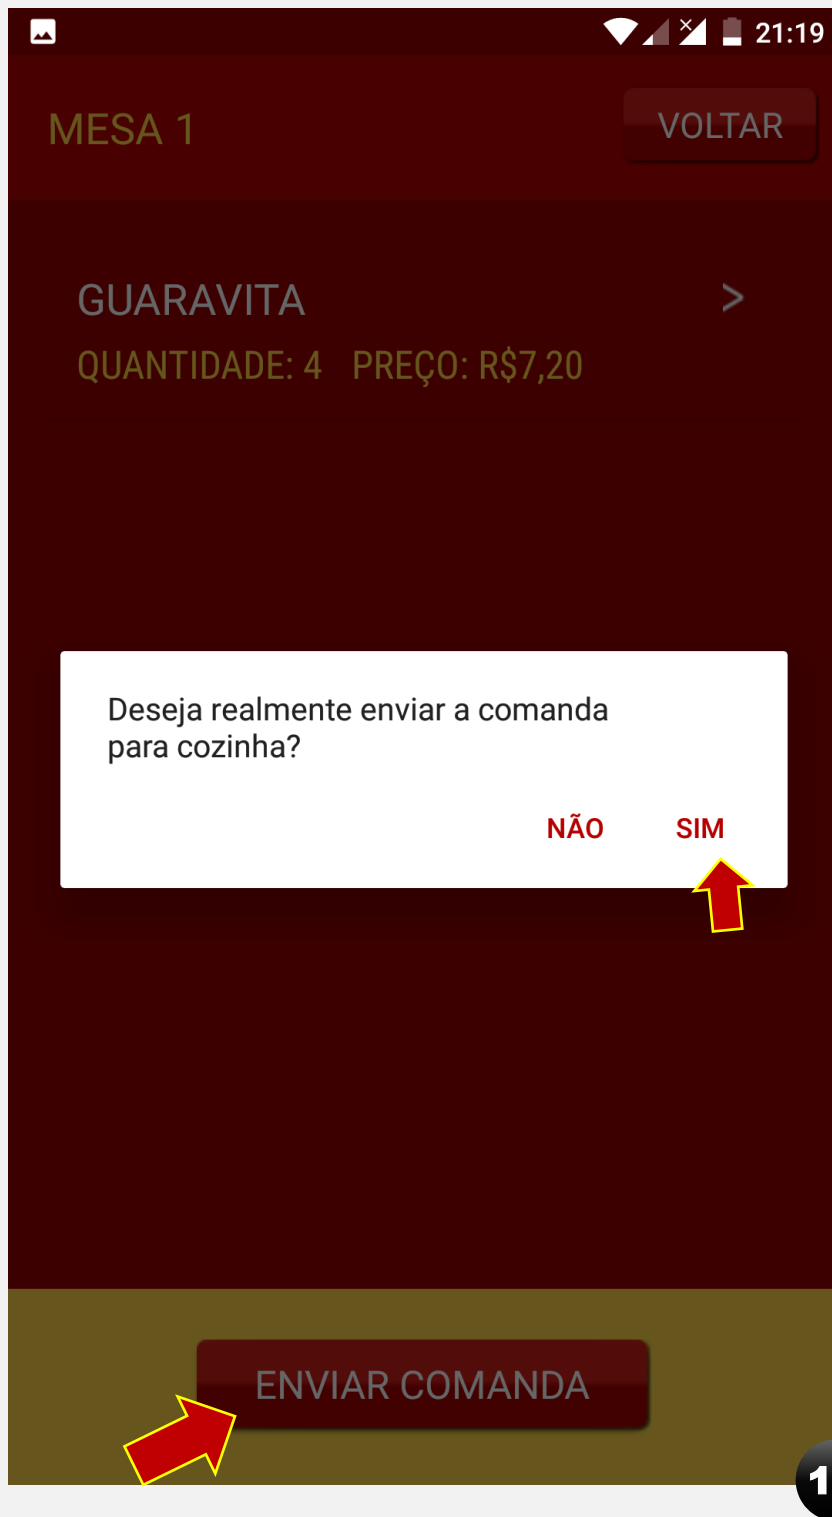 21:19
MESA 1
VOLTAR
GUARAVITA
>
QUANTIDADE: 4 PREÇO: R$7,20
Deseja realmente enviar a comanda
para cozinha?
NÃO SIM
ENVIAR COMANDA
1